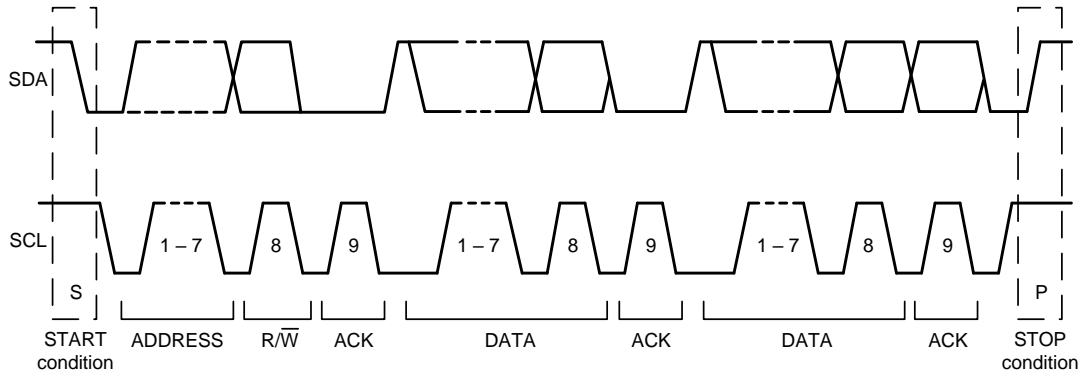 SDA
SCL
1 – 7 8 9 1 – 7 8 9 1 – 7 8 9
S P
START condition ADDRESS R/W̅ ACK DATA ACK DATA ACK STOP condition